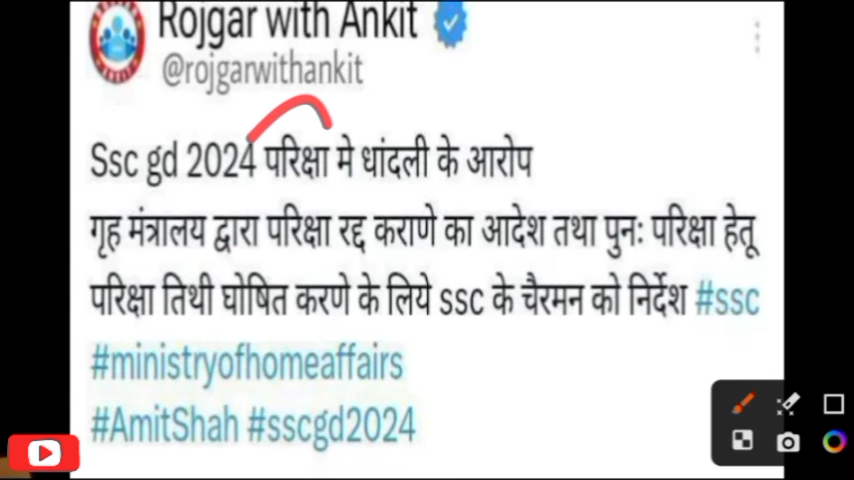 Rojgar with Ankit
@rojgarwithankit
Ssc gd 2024 परिक्षा मे धांदली के आरोप
गृह मंत्रालय द्वारा परिक्षा रद्द कराणे का आदेश तथा पुनः परिक्षा हेतू
परिक्षा तिथी घोषित करणे के लिये ssc के चैरमन को निर्देश #ssc
#ministryofhomeaffairs
#AmitShah #sscgd2024